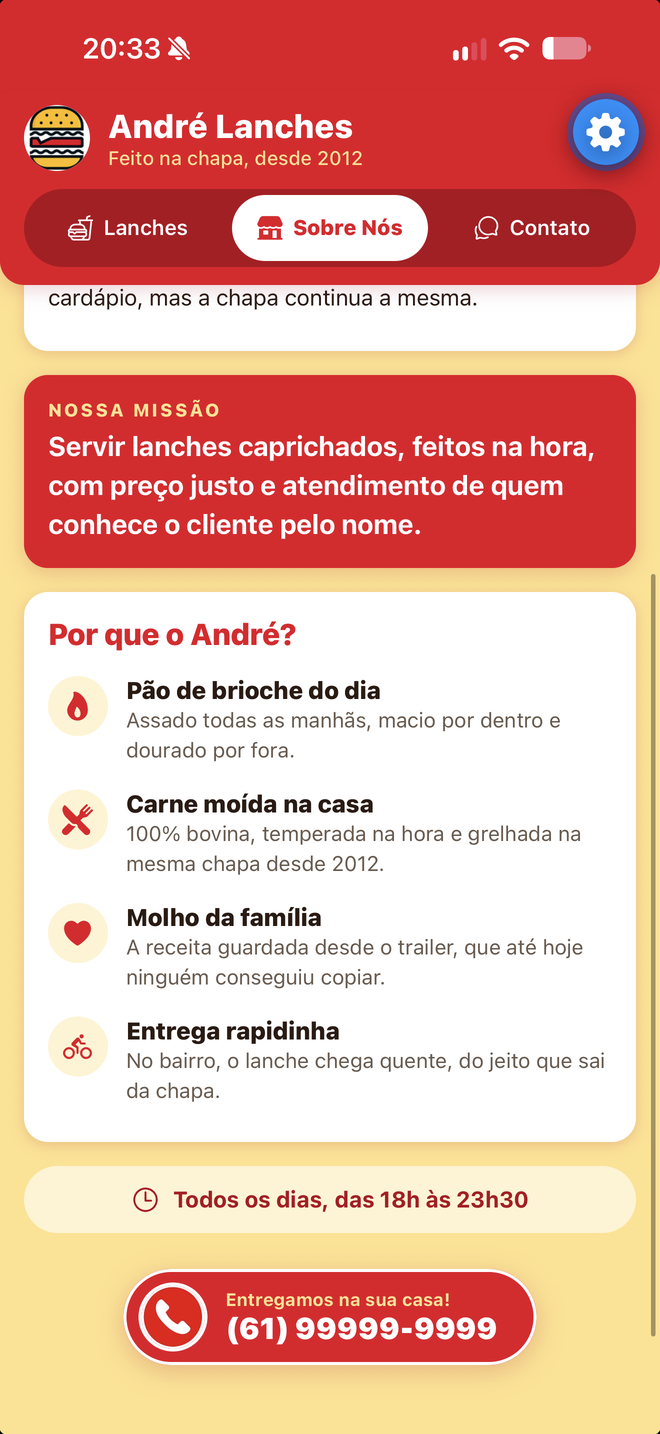 20:33
André Lanches
Feito na chapa, desde 2012
Lanches
Sobre Nós
Contato
cardápio, mas a chapa continua a mesma.
NOSSA MISSÃO
Servir lanches caprichados, feitos na hora,
com preço justo e atendimento de quem
conhece o cliente pelo nome.
Por que o André?
Pão de brioche do dia
Assado todas as manhãs, macio por dentro e
dourado por fora.
Carne moída na casa
100% bovina, temperada na hora e grelhada na
mesma chapa desde 2012.
Molho da família
A receita guardada desde o trailer, que até hoje
ninguém conseguiu copiar.
Entrega rapidinha
No bairro, o lanche chega quente, do jeito que sai
da chapa.
Todos os dias, das 18h às 23h30
Entregamos na sua casa!
(61) 99999-9999